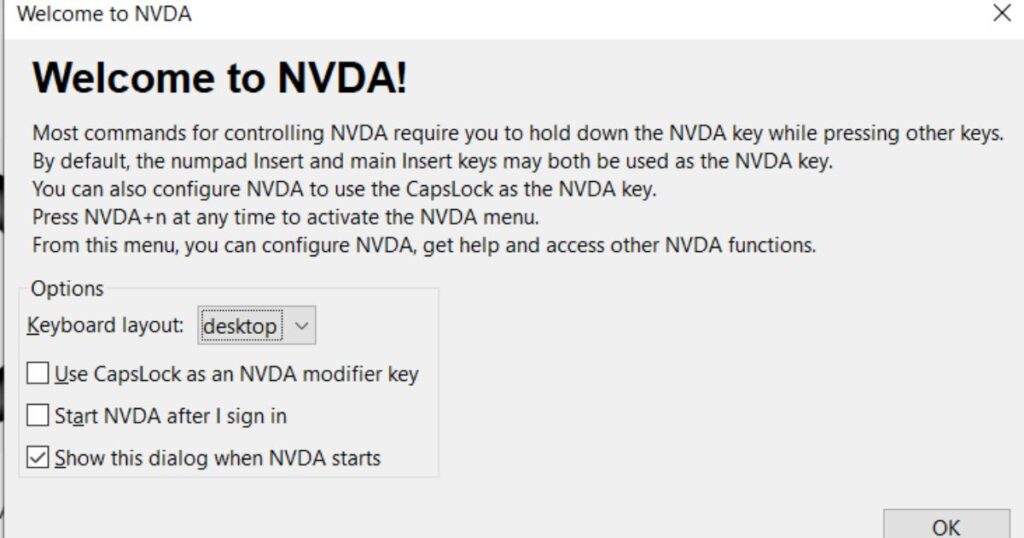 Welcome to NVDA
Welcome to NVDA!
Most commands for controlling NVDA require you to hold down the NVDA key while pressing other keys.
By default, the numpad Insert and main Insert keys may both be used as the NVDA key.
You can also configure NVDA to use the CapsLock as the NVDA key.
Press NVDA+n at any time to activate the NVDA menu.
From this menu, you can configure NVDA, get help and access other NVDA functions.
Options
Keyboard layout: desktop
Use CapsLock as an NVDA modifier key
Start NVDA after I sign in
Show this dialog when NVDA starts
OK